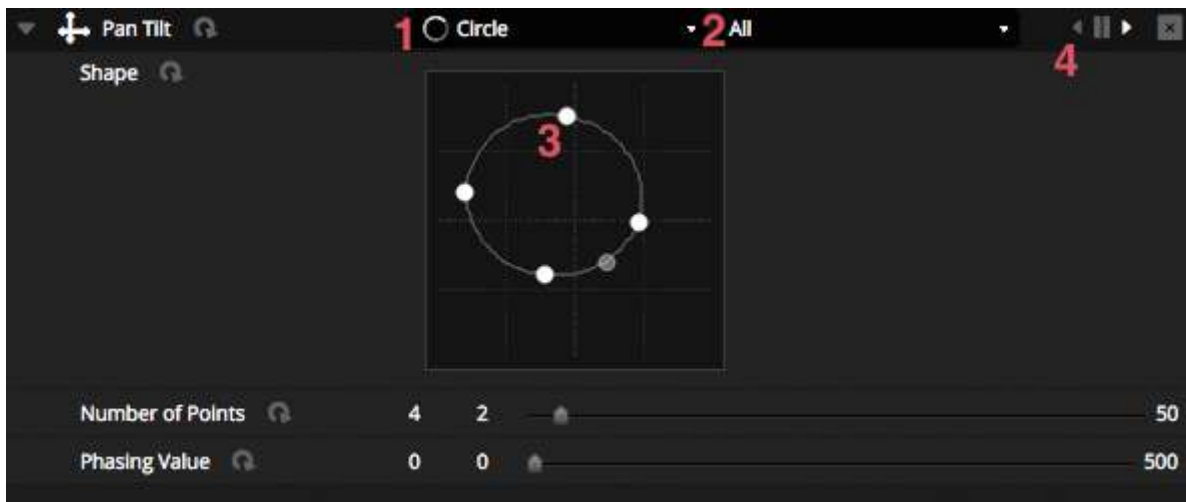 Pan Tilt 1 Circle 2 All 4
Shape
3
Number of Points 4 2 50
Phasing Value 0 0 500